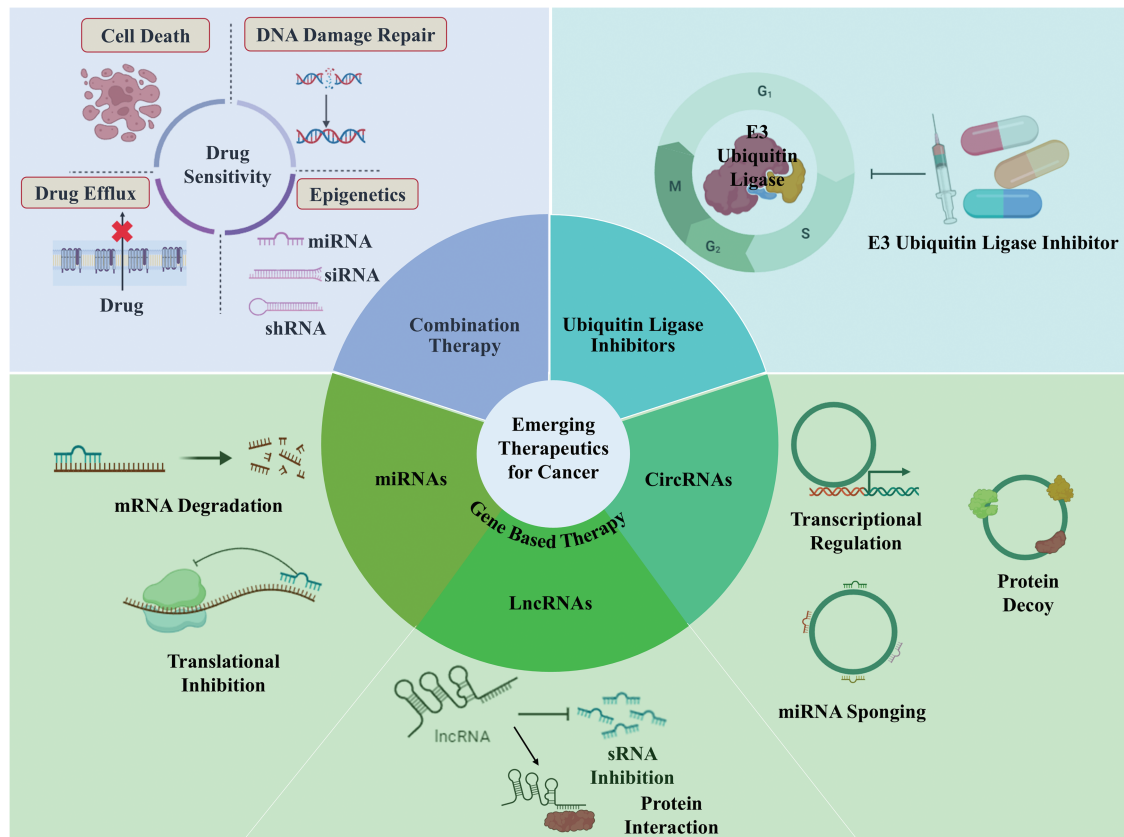 Cell Death
DNA Damage Repair
Drug
Sensitivity
Drug Efflux
Epigenetics
miRNA
siRNA
shRNA
Drug
G1
S
G2
M
E3
Ubiquitin
Ligase
E3 Ubiquitin Ligase Inhibitor
Combination
Therapy
Ubiquitin Ligase
Inhibitors
Emerging
Therapeutics
for Cancer
miRNAs
CircRNAs
Gene Based Therapy
LncRNAs
mRNA Degradation
Translational
Inhibition
Transcriptional
Regulation
Protein
Decoy
miRNA Sponging
lncRNA
sRNA
Inhibition
Protein
Interaction